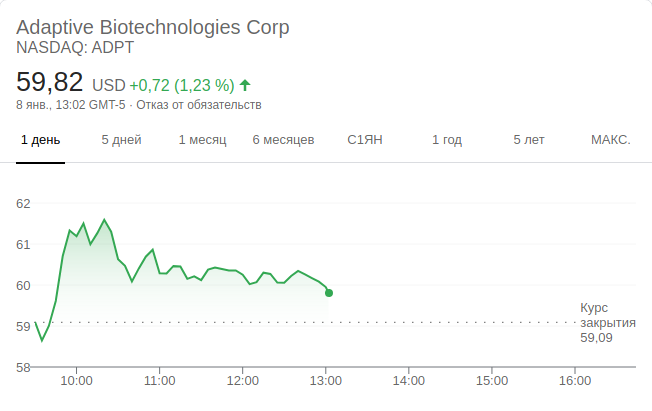 Adaptive Biotechnologies Corp
NASDAQ: ADPT
59,82 USD +0,72 (1,23 %)
8 янв., 13:02 GMT-5 · Отказ от обязательств
1 день 5 дней 1 месяц 6 месяцев С1ЯН 1 год 5 лет МАКС.
62
61
60
Курс
59 закрытия
59,09
58
10:00 11:00 12:00 13:00 14:00 15:00 16:00